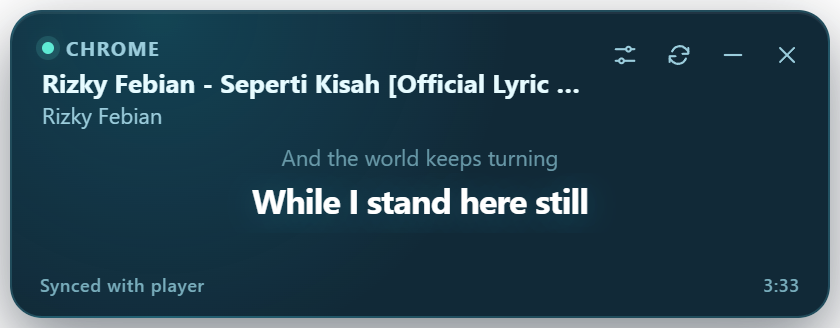 CHROME
Rizky Febian - Seperti Kisah [Official Lyric ...
Rizky Febian
And the world keeps turning
While I stand here still
Synced with player
3:33